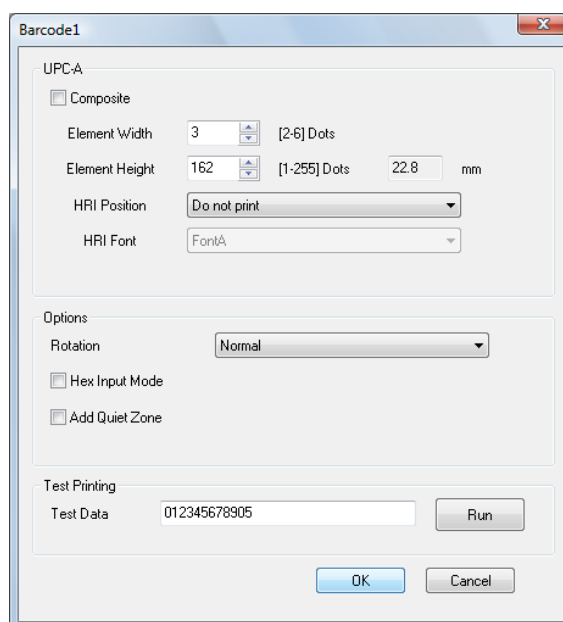 Barcode1
UPC-A
Composite
Element Width 3 [2-6] Dots
Element Height 162 [1-255] Dots 22.8 mm
HRI Position Do not print
HRI Font FontA
Options
Rotation Normal
Hex Input Mode
Add Quiet Zone
Test Printing
Test Data 012345678905 Run
OK Cancel